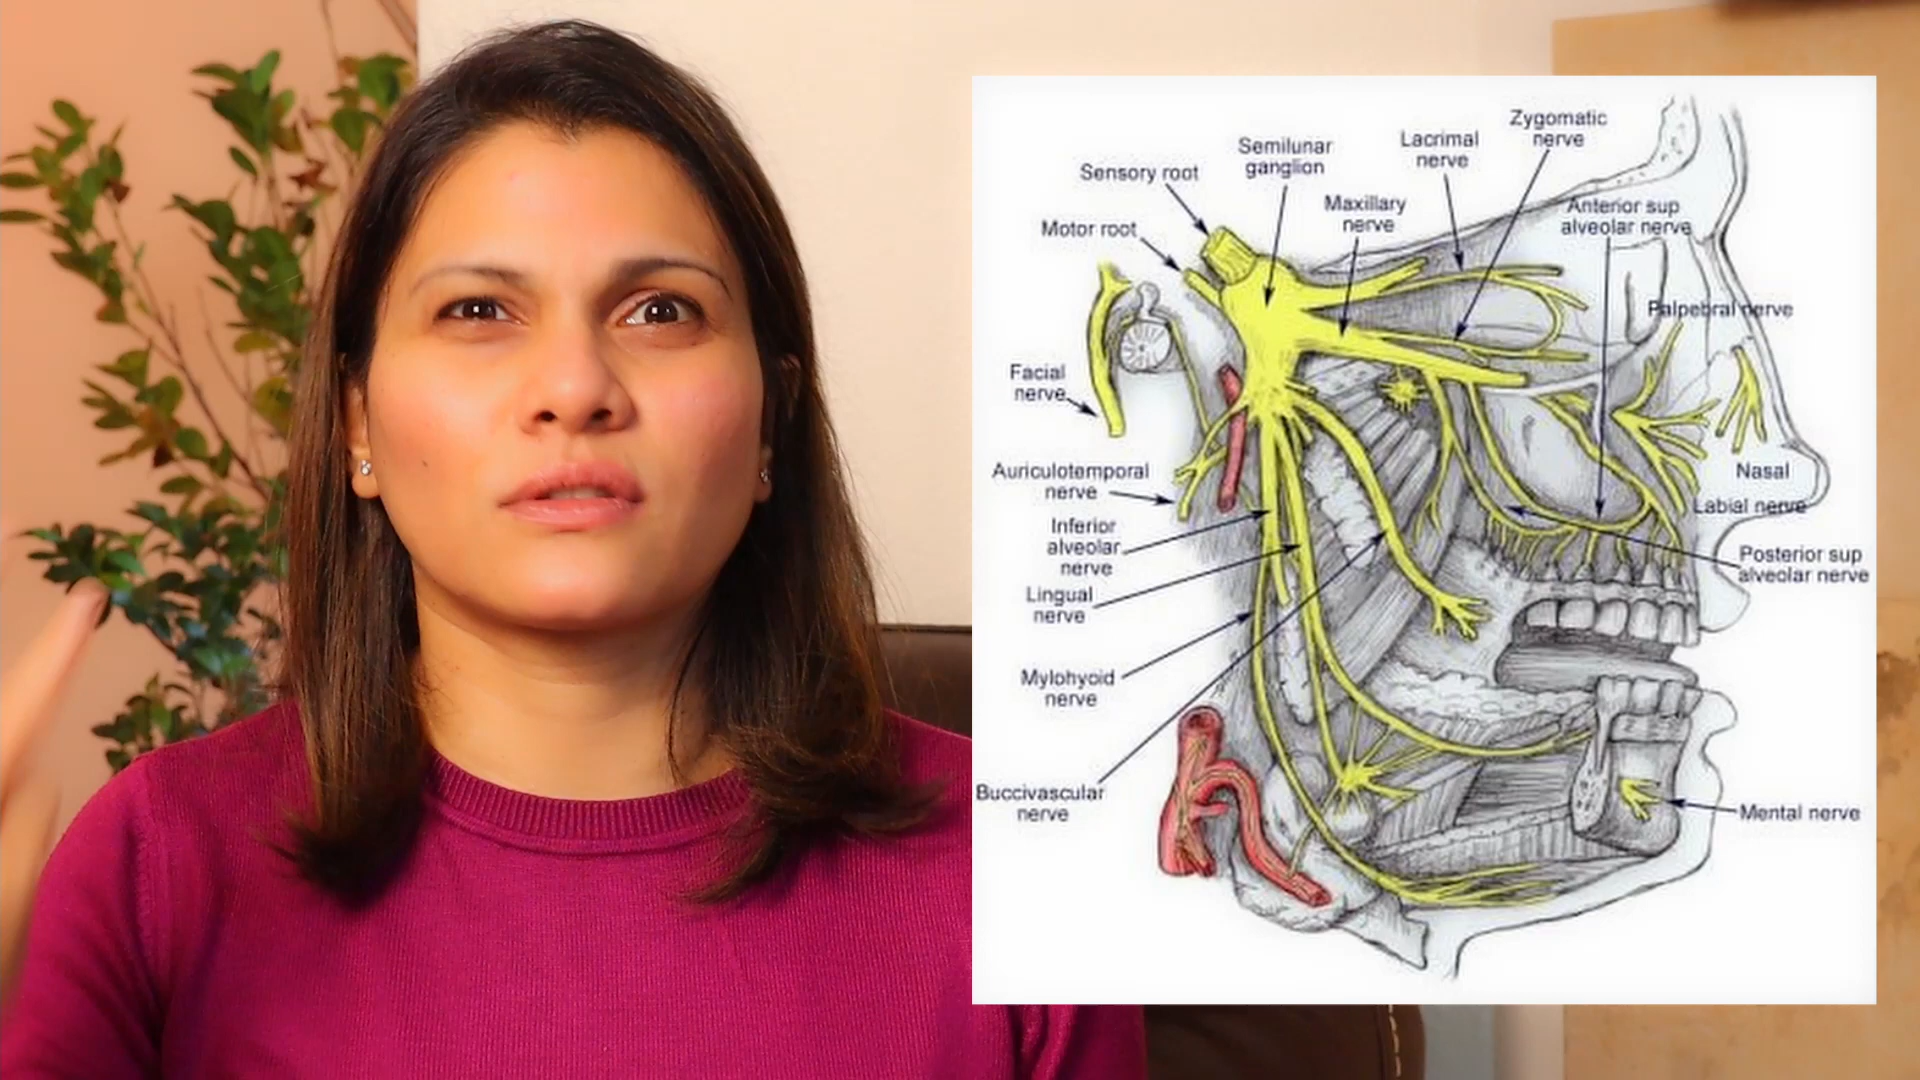 Zygomatic
nerve
Lacrimal
nerve
Semilunar
ganglion
Sensory root
Maxillary
nerve
Anterior sup
alveolar nerve
Motor root
Palpebral nerve
Facial
nerve
Auriculotemporal
nerve
Nasal
Labial nerve
Inferior
alveolar
nerve
Posterior sup
alveolar nerve
Lingual
nerve
Mylohyoid
nerve
Buccivascular
nerve
Mental nerve